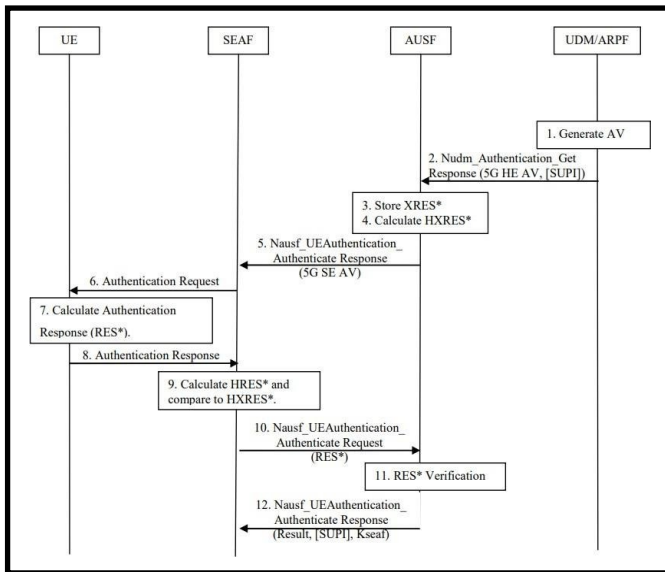 UE
SEAF
AUSF
UDM/ARPF
1. Generate AV
2. Nudm_Authentication_Get
Response (5G HE AV, [SUPI])
3. Store XRES*
4. Calculate HXRES*
5. Nausf_UEAuthentication_
Authenticate Response
(5G SE AV)
6. Authentication Request
7. Calculate Authentication
Response (RES*).
8. Authentication Response
9. Calculate HRES* and
compare to HXRES*.
10. Nausf_UEAuthentication_
Authenticate Request
(RES*)
11. RES* Verification
12. Nausf_UEAuthentication_
Authenticate Response
(Result, [SUPI], Kseaf)